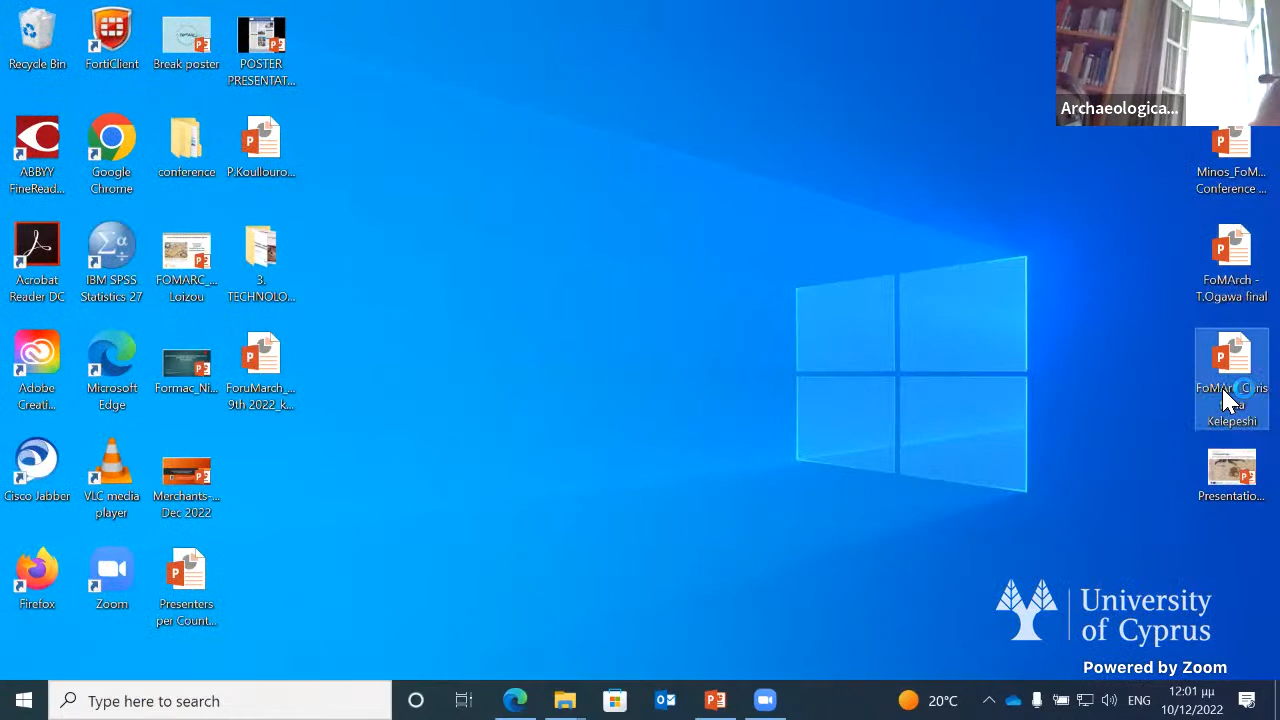 Recycle Bin
FortiClient
Break poster
POSTER
PRESENTAT...
ABBYY
FineRead...
Google
Chrome
conference
P.Koullouro...
Acrobat
Reader DC
IBM SPSS
Statistics 27
FOMARC_...
Loizou
3.
TECHNOLO...
Adobe
Creati...
Microsoft
Edge
Formac_Ni...
ForuMarch_...
9th 2022_k...
Cisco Jabber
VLC media
player
Merchants-...
Dec 2022
Firefox
Zoom
Presenters
per Count...
Archaeologica...
Minos_FoM...
Conference ...
FoMArch -
T.Ogawa final
Kelepeshi
Presentatio...
University
of Cyprus
Powered by Zoom
Type here to search
20°C
ENG
12:01 μμ
10/12/2022